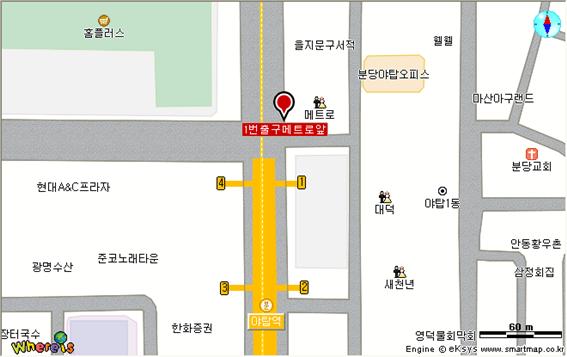 홈플러스
을지문구서적
웰웰
분당야탑오피스
마산아구랜드
메트로
1번출구메트로앞
분당교회
4
1
현대A&C프라자
대덕
야탑1동
안동황우촌
준코노래타운
광명수산
삼정회집
새천년
3
2
분
야탑역
장터국수
한화증권
영덕물회막회
60 m
Where is
Engine ⓒ eKsys www.smartmap.co.kr